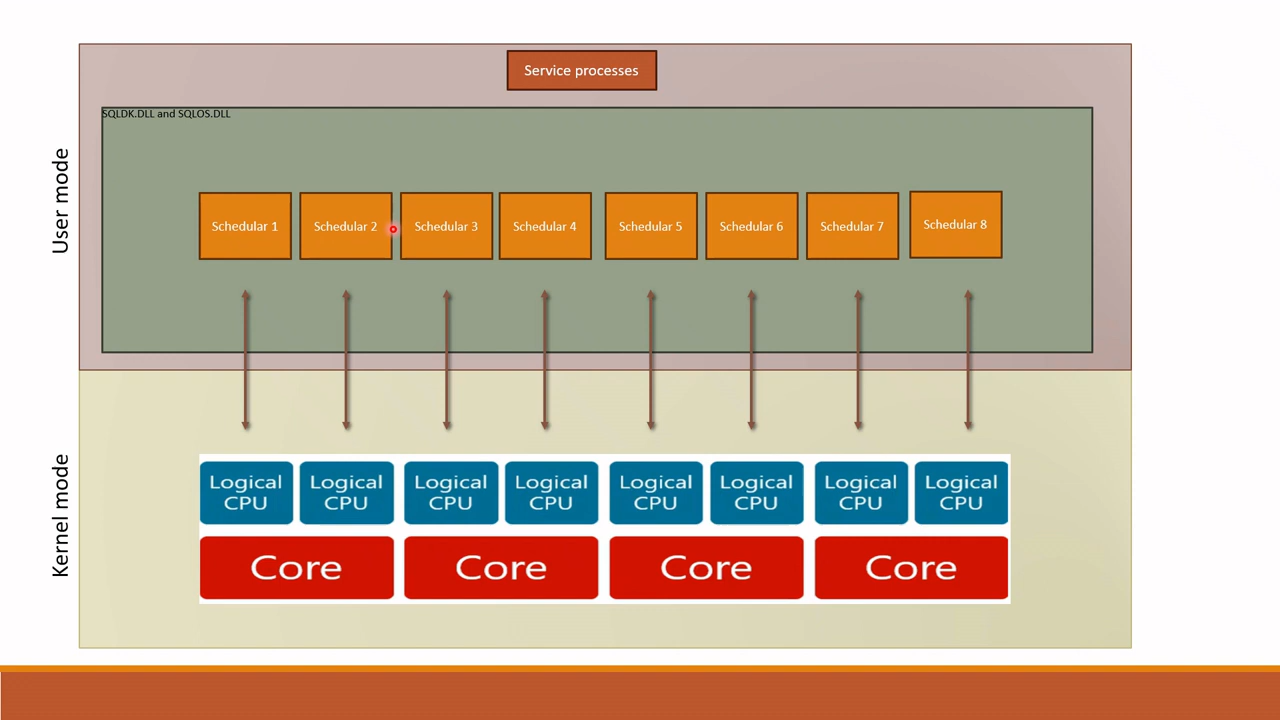 Service processes
SQLDK.DLL and SQLOS.DLL
User mode
Schedular 1
Schedular 2
Schedular 3
Schedular 4
Schedular 5
Schedular 6
Schedular 7
Schedular 8
Kernel mode
Logical
CPU
Logical
CPU
Logical
CPU
Logical
CPU
Logical
CPU
Logical
CPU
Logical
CPU
Logical
CPU
Core
Core
Core
Core